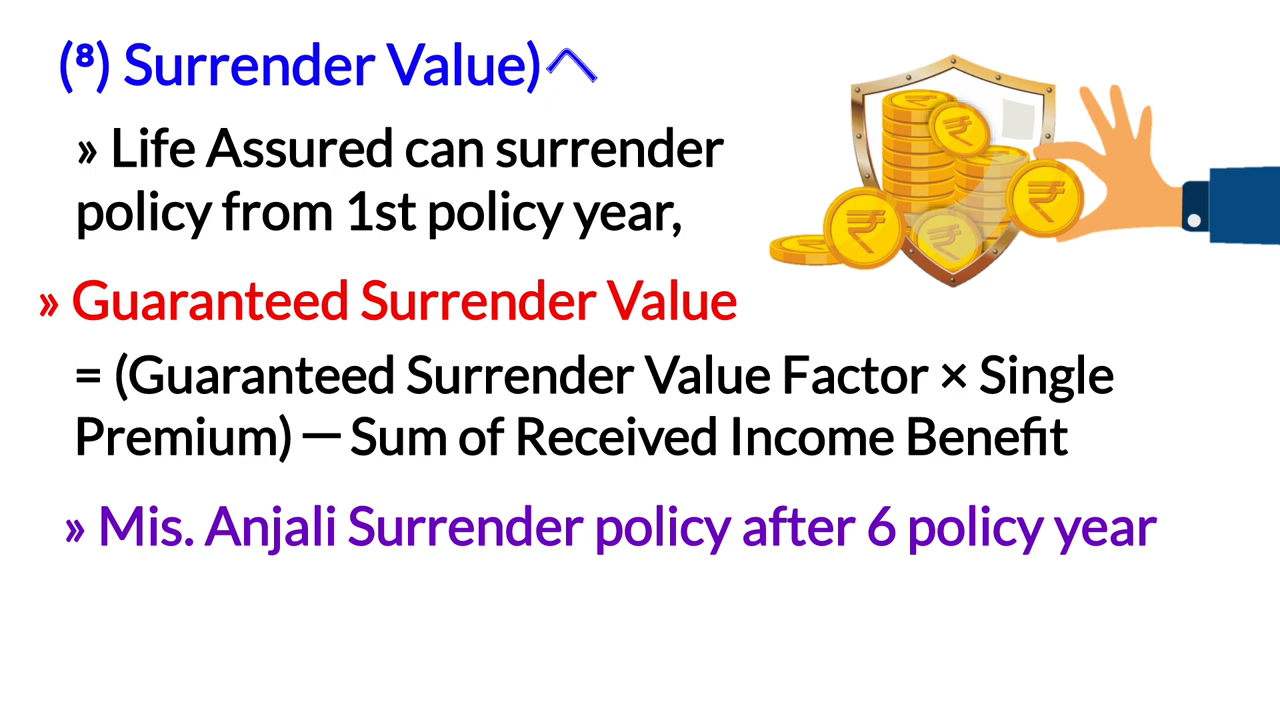 (⁸) Surrender Value)へ
» Life Assured can surrender
policy from 1st policy year,
» Guaranteed Surrender Value
= (Guaranteed Surrender Value Factor × Single
Premium) — Sum of Received Income Benefit
» Mis. Anjali Surrender policy after 6 policy year